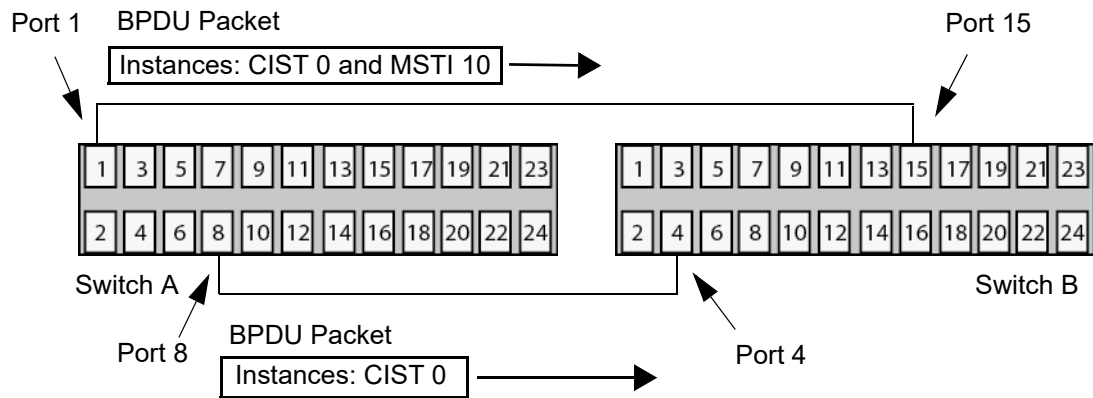 Port 1
BPDU Packet
Port 15
Instances: CIST 0 and MSTI 10
1 3 5 7 9 11 13 15 17 19 21 23
1 3 5 7 9 11 13 15 17 19 21 23
2 4 6 8 10 12 14 16 18 20 22 24
2 4 6 8 10 12 14 16 18 20 22 24
Switch A
Switch B
Port 8
BPDU Packet
Port 4
Instances: CIST 0